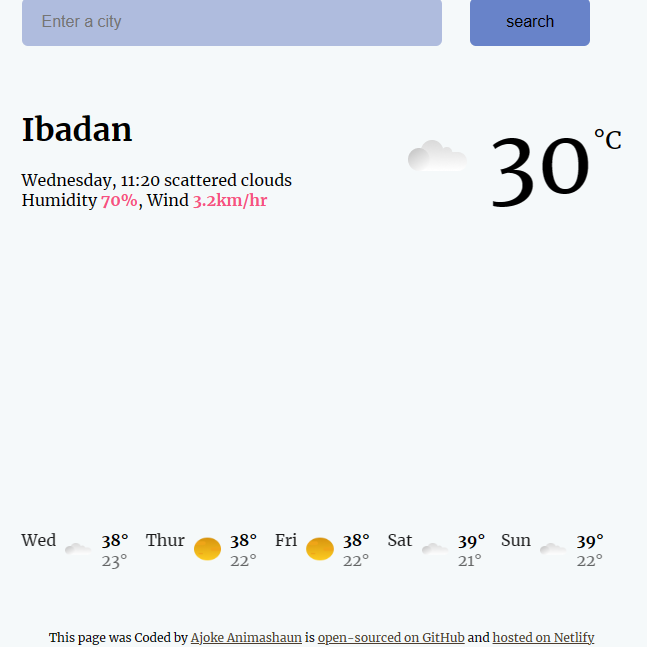 Enter a city search
Ibadan
30 °C
Wednesday, 11:20 scattered clouds
Humidity 70%, Wind 3.2km/hr
Wed 38° Thur 38° Fri 38° Sat 39° Sun 39°
23° 22° 22° 21° 22°
This page was Coded by Ajoke Animashaun is open-sourced on GitHub and hosted on Netlify